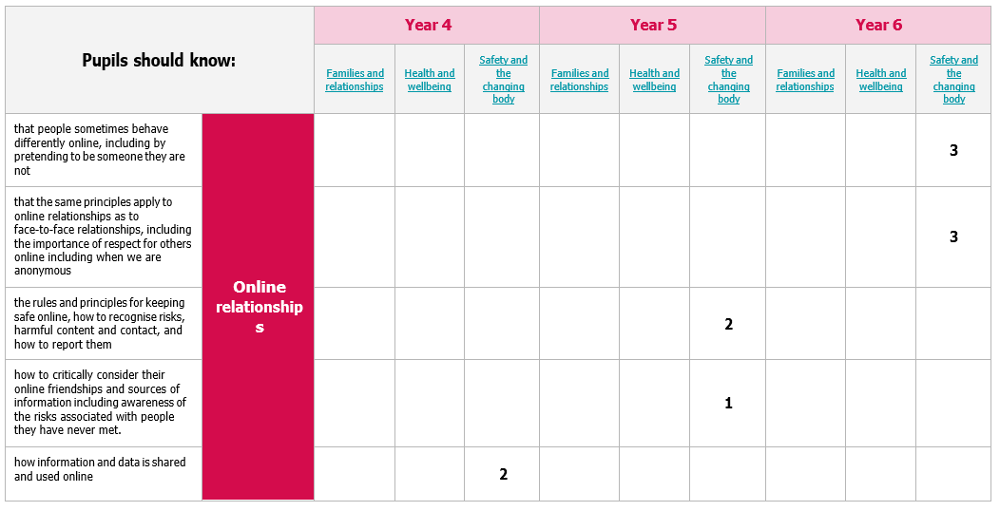 Pupils should know:
Year 4
Year 5
Year 6
Families and
relationships
Health and
wellbeing
Safety and
the
changing
body
Families and
relationships
Health and
wellbeing
Safety and
the
changing
body
Families and
relationships
Health and
wellbeing
Safety and
the
changing
body
that people sometimes behave
differently online, including by
pretending to be someone they are
not
Online
relationship
s
3
that the same principles apply to
online relationships as to
face-to-face relationships, including
the importance of respect for others
online including when we are
anonymous
3
the rules and principles for keeping
safe online, how to recognise risks,
harmful content and contact, and
how to report them
2
how to critically consider their
online friendships and sources of
information including awareness of
the risks associated with people
they have never met.
1
how information and data is shared
and used online
2